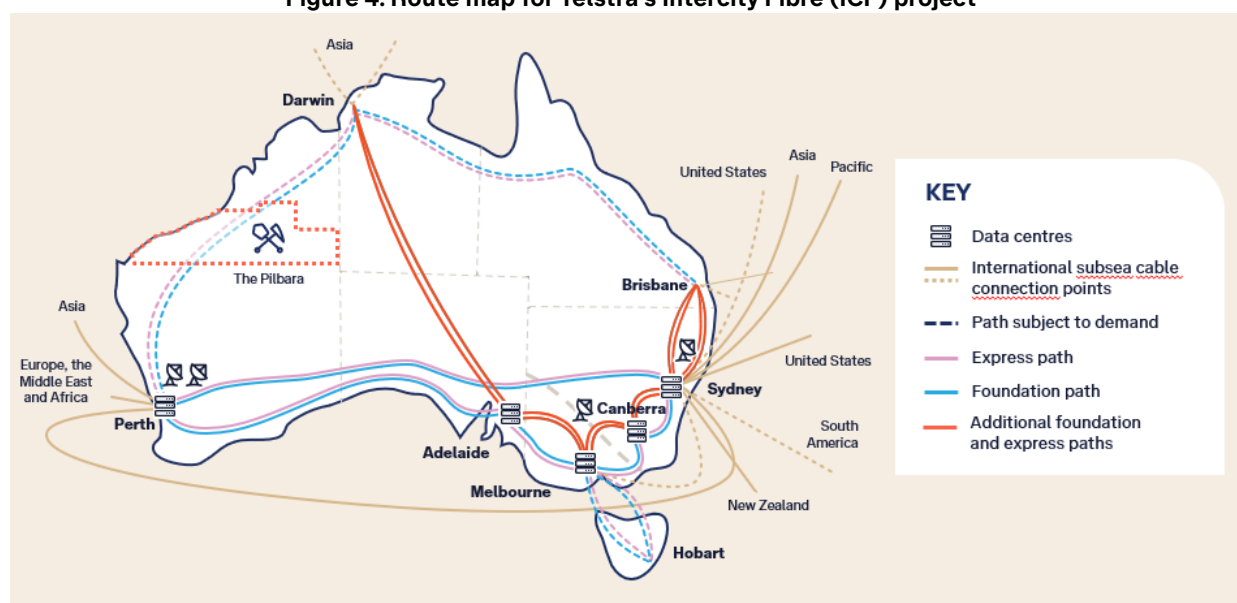 Figure 4. Route map for Telstra's Intercity Fibre (ICF) project
Asia
Darwin
United States
Asia
Pacific
The Pilbara
Brisbane
Asia
Europe, the
Middle East
and Africa
United States
Sydney
Canberra
Perth
South
America
Adelaide
Melbourne
New Zealand
Hobart
KEY
Data centres
International subsea cable
connection points
Path subject to demand
Express path
Foundation path
Additional foundation
and express paths